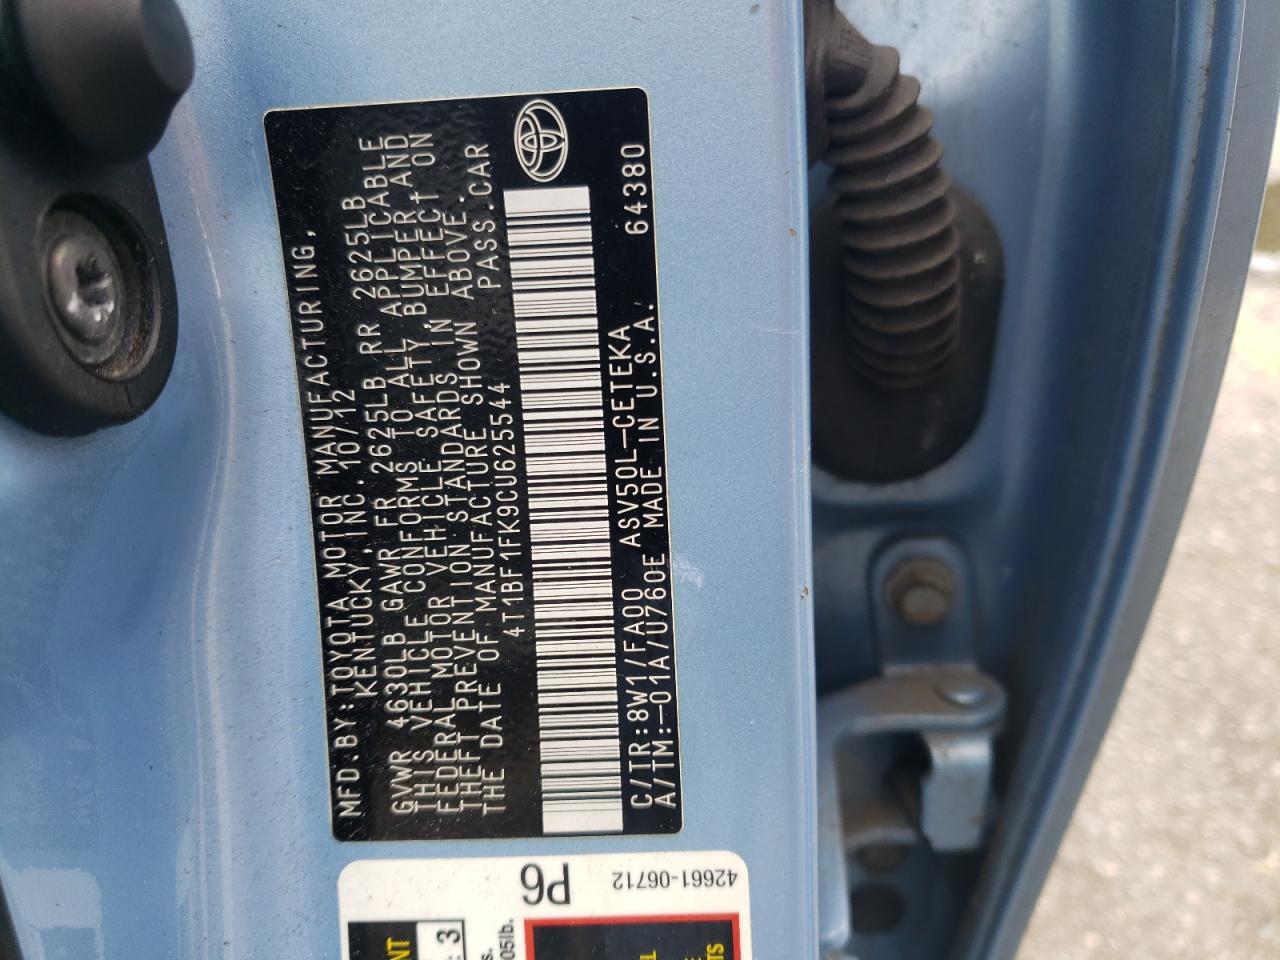 MFD.BY:TOYOTA MOTOR MANUFACTURING,
KENTUCKY,INC.10/12
GVWR 4630LB GAWR FR 2625LB RR 2625LB
THIS VEHICLE CONFORMS TO ALL APPLICABLE
FEDERAL MOTOR VEHICLE SAFETY,BUMPER,AND
THEFT PREVENTION STANDARDS IN EFFECT ON
THE DATE OF MANUFACTURE SHOWN ABOVE.
4T1BF1FK9CU625544 PASS.CAR
C/TR:8W1/FA00 ASV50L-CETEKA 64380
A/TM:-01A/U760E MADE IN U.S.A.
P6
42661-06712
3